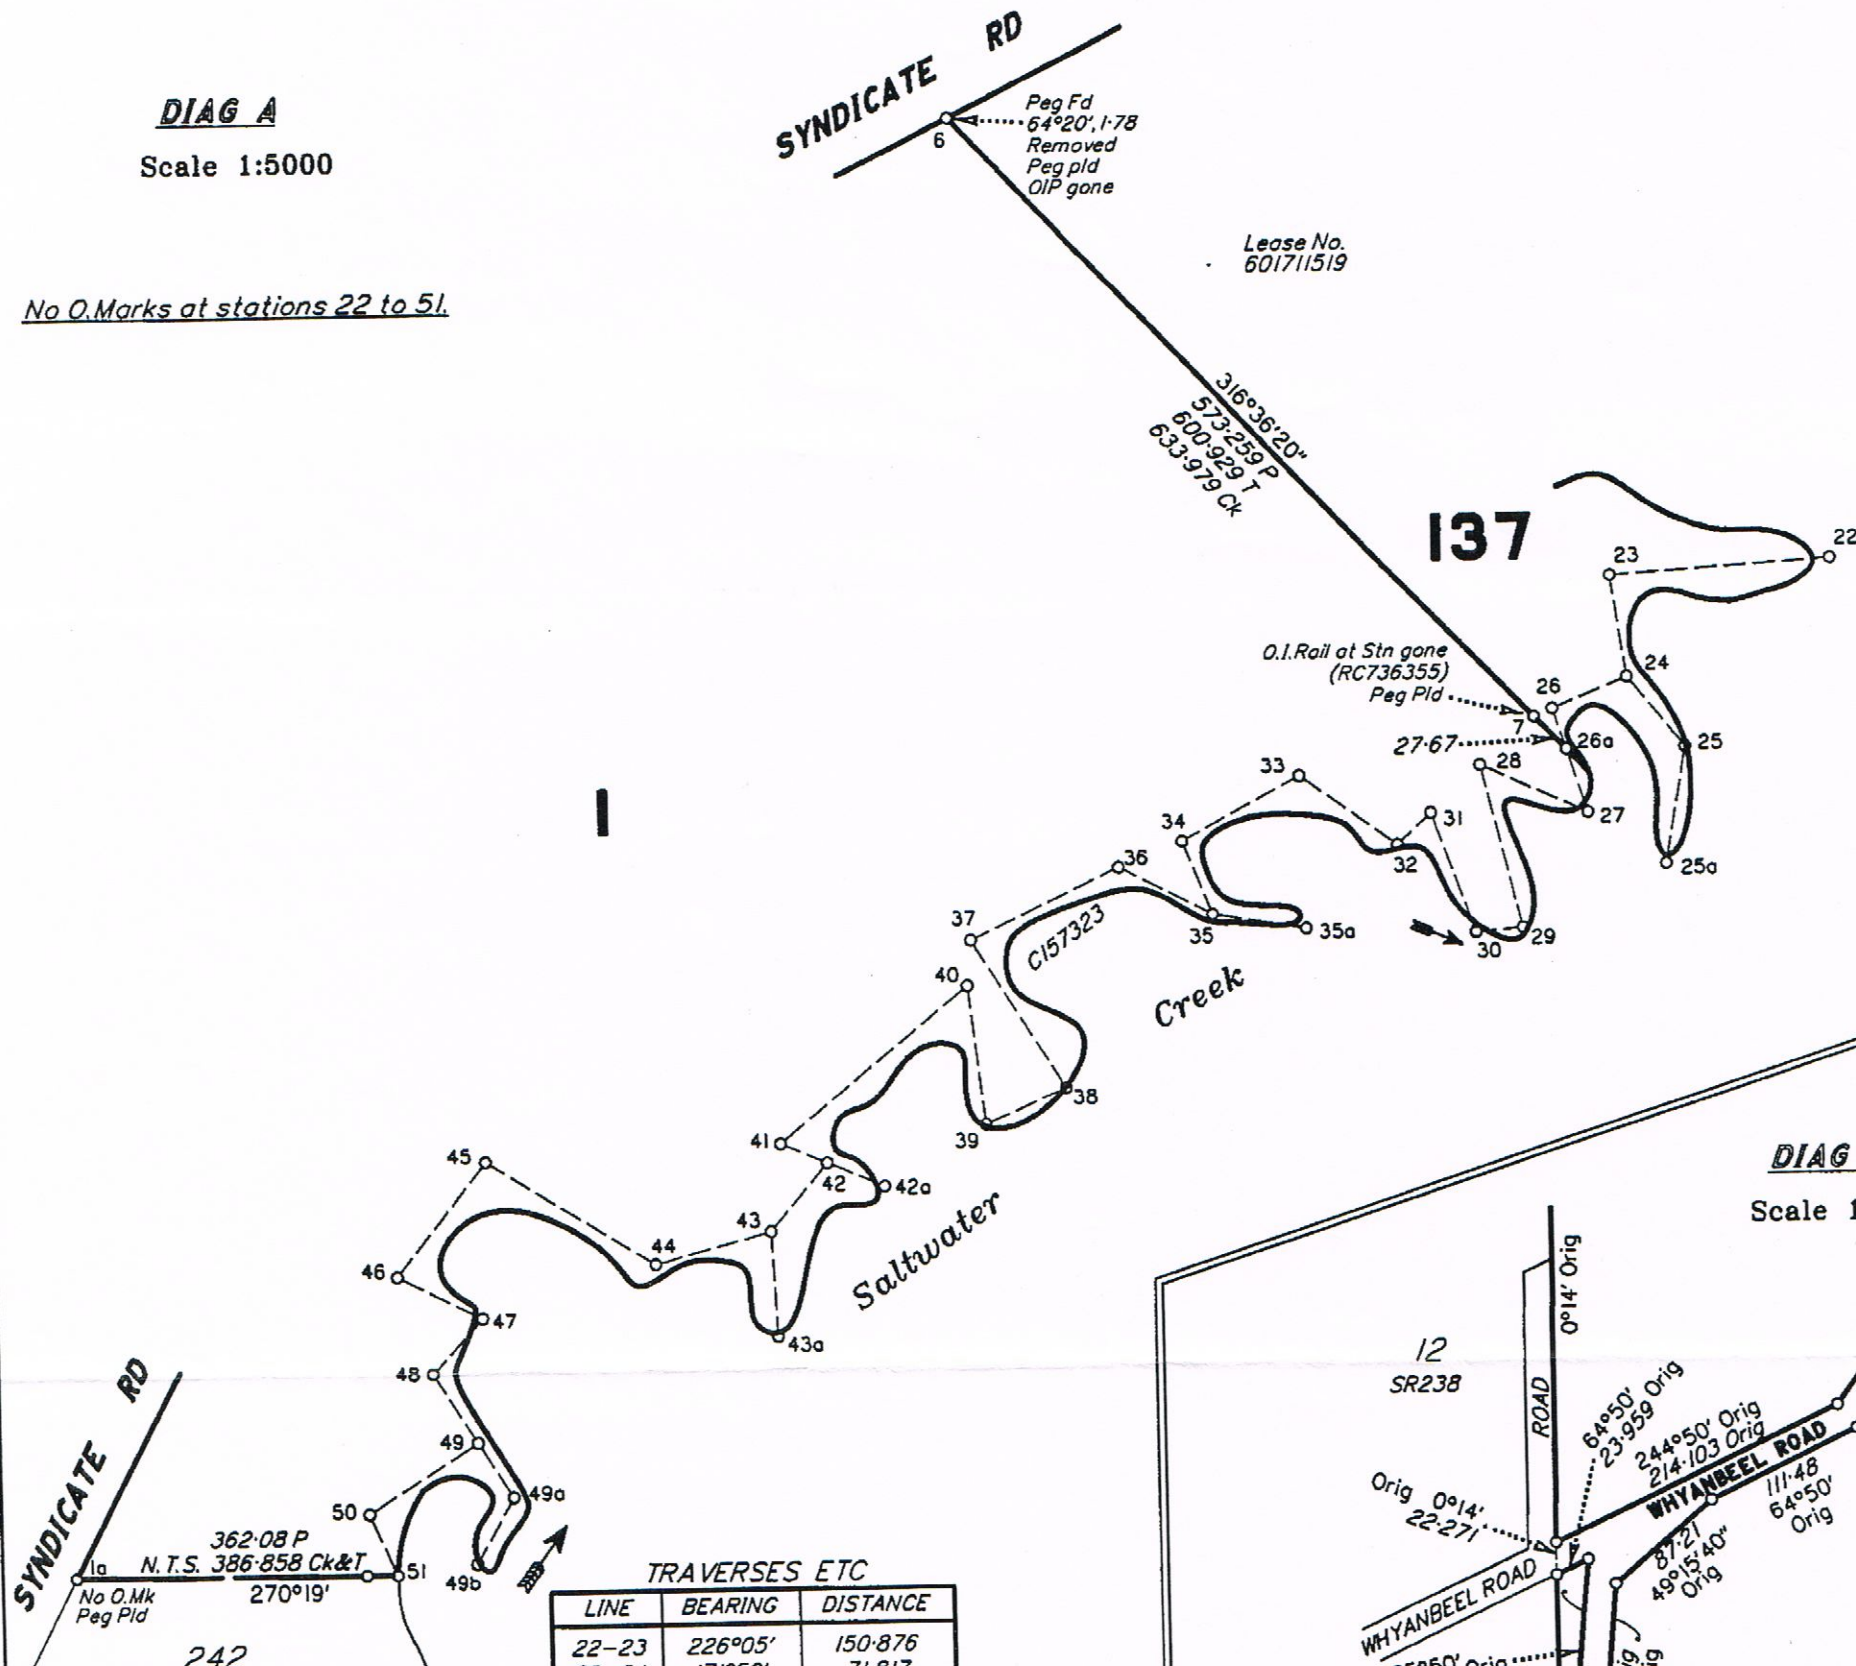 DIAG A
Scale 1:5000
No O.Marks at stations 22 to 51.
SYNDICATE RD
6
Peg Fd
64°20', 1·78
Removed
Peg pld
OIP gone
Lease No.
601711519
316°36'20"
573·259 P
600·929 T
633·979 Ck
137
22
23
24
O.I.Rail at Stn gone
(RC736355)
Peg Pld
26
7
27·67
26a
25
28
33
27
31
34
32
25a
36
37
C157323
35
35a
30
29
40
Creek
38
39
1
41
42
42a
45
43
44
Saltwater
46
47
43a
48
SYNDICATE RD
49
49a
50
362·08 P
N.T.S. 386·858 Ck&T
270°19'
1a
51
49b
No O.Mk
Peg Pld
242
TRAVERSES ETC
LINE BEARING DISTANCE
22–23 226°05' 150·876
DIAG
Scale 1
0°14' Orig
12
SR238
ROAD
64°50' Orig
23·959
244°50' Orig
214·103 Orig
WHYANBEEL ROAD
111·48
64°50'
Orig
Orig 0°14'
22·271
87·21
49°15'40"
Orig
WHYANBEEL ROAD